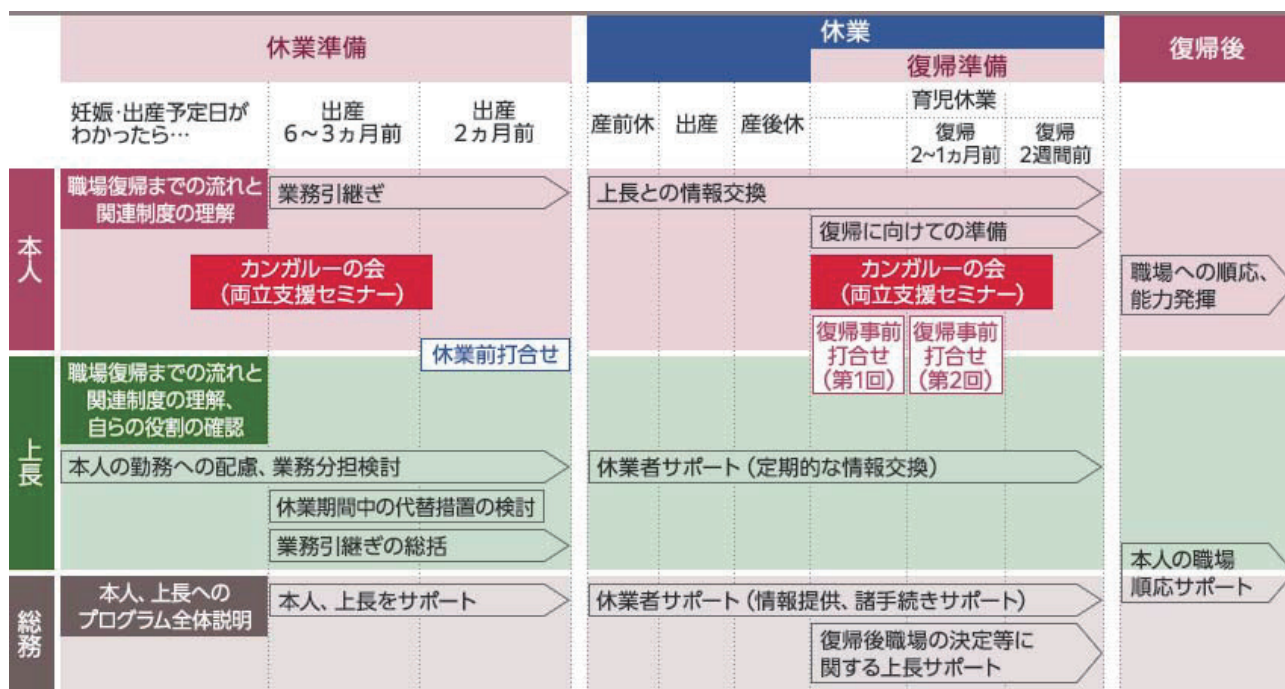 休業準備
休業
復帰後
復帰準備
妊娠・出産予定日が
わかったら…
出産
6～3ヵ月前
出産
2ヵ月前
産前休
出産
産後休
育児休業
復帰
2~1ヵ月前
復帰
2週間前
本人
職場復帰までの流れと
関連制度の理解
業務引継ぎ
上長との情報交換
復帰に向けての準備
カンガルーの会
（両立支援セミナー）
カンガルーの会
（両立支援セミナー）
職場への順応、
能力発揮
休業前打合せ
復帰事前
打合せ
（第1回）
復帰事前
打合せ
（第2回）
上長
職場復帰までの流れと
関連制度の理解、
自らの役割の確認
本人の勤務への配慮、業務分担検討
休業者サポート（定期的な情報交換）
休業期間中の代替措置の検討
業務引継ぎの総括
本人の職場
順応サポート
総務
本人、上長への
プログラム全体説明
本人、上長をサポート
休業者サポート（情報提供、諸手続きサポート）
復帰後職場の決定等に
関する上長サポート